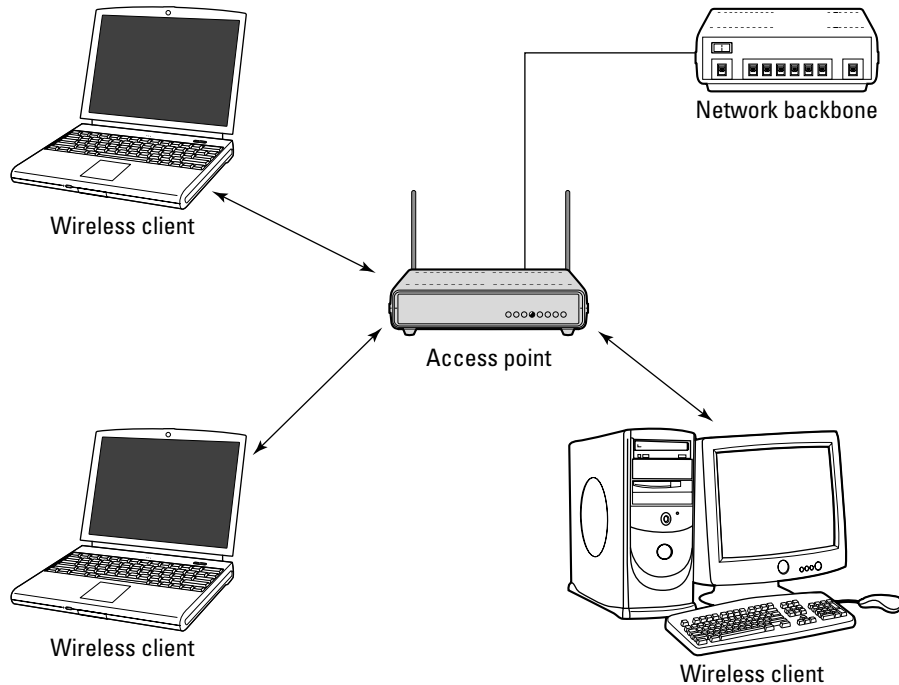 Network backbone
Wireless client
Access point
Wireless client
Wireless client